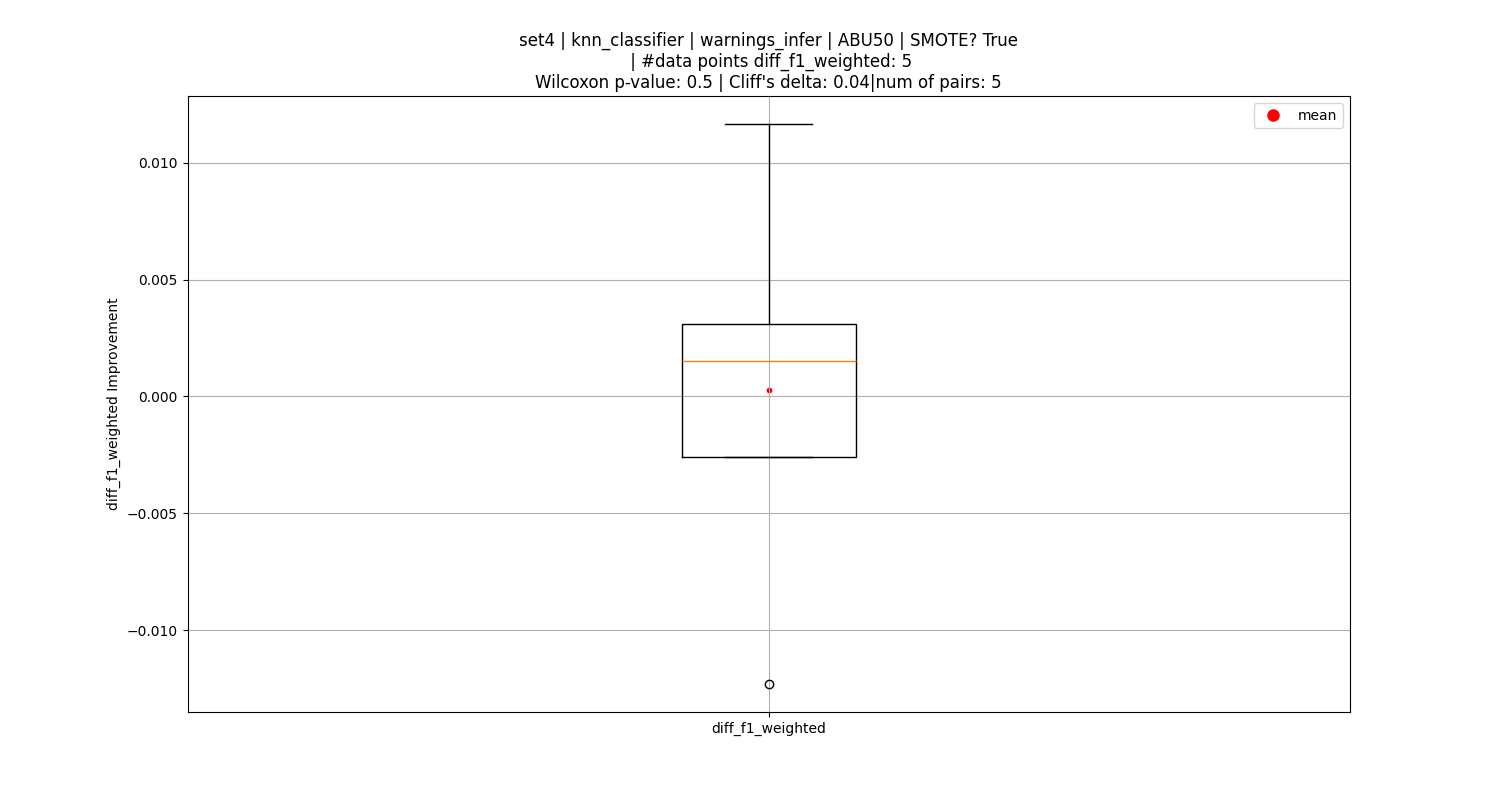 set4 | knn_classifier | warnings_infer | ABU50 | SMOTE? True
| #data points diff_f1_weighted: 5
Wilcoxon p-value: 0.5 | Cliff's delta: 0.04|num of pairs: 5
mean
0.010
0.005
0.000
−0.005
−0.010
diff_f1_weighted Improvement
diff_f1_weighted